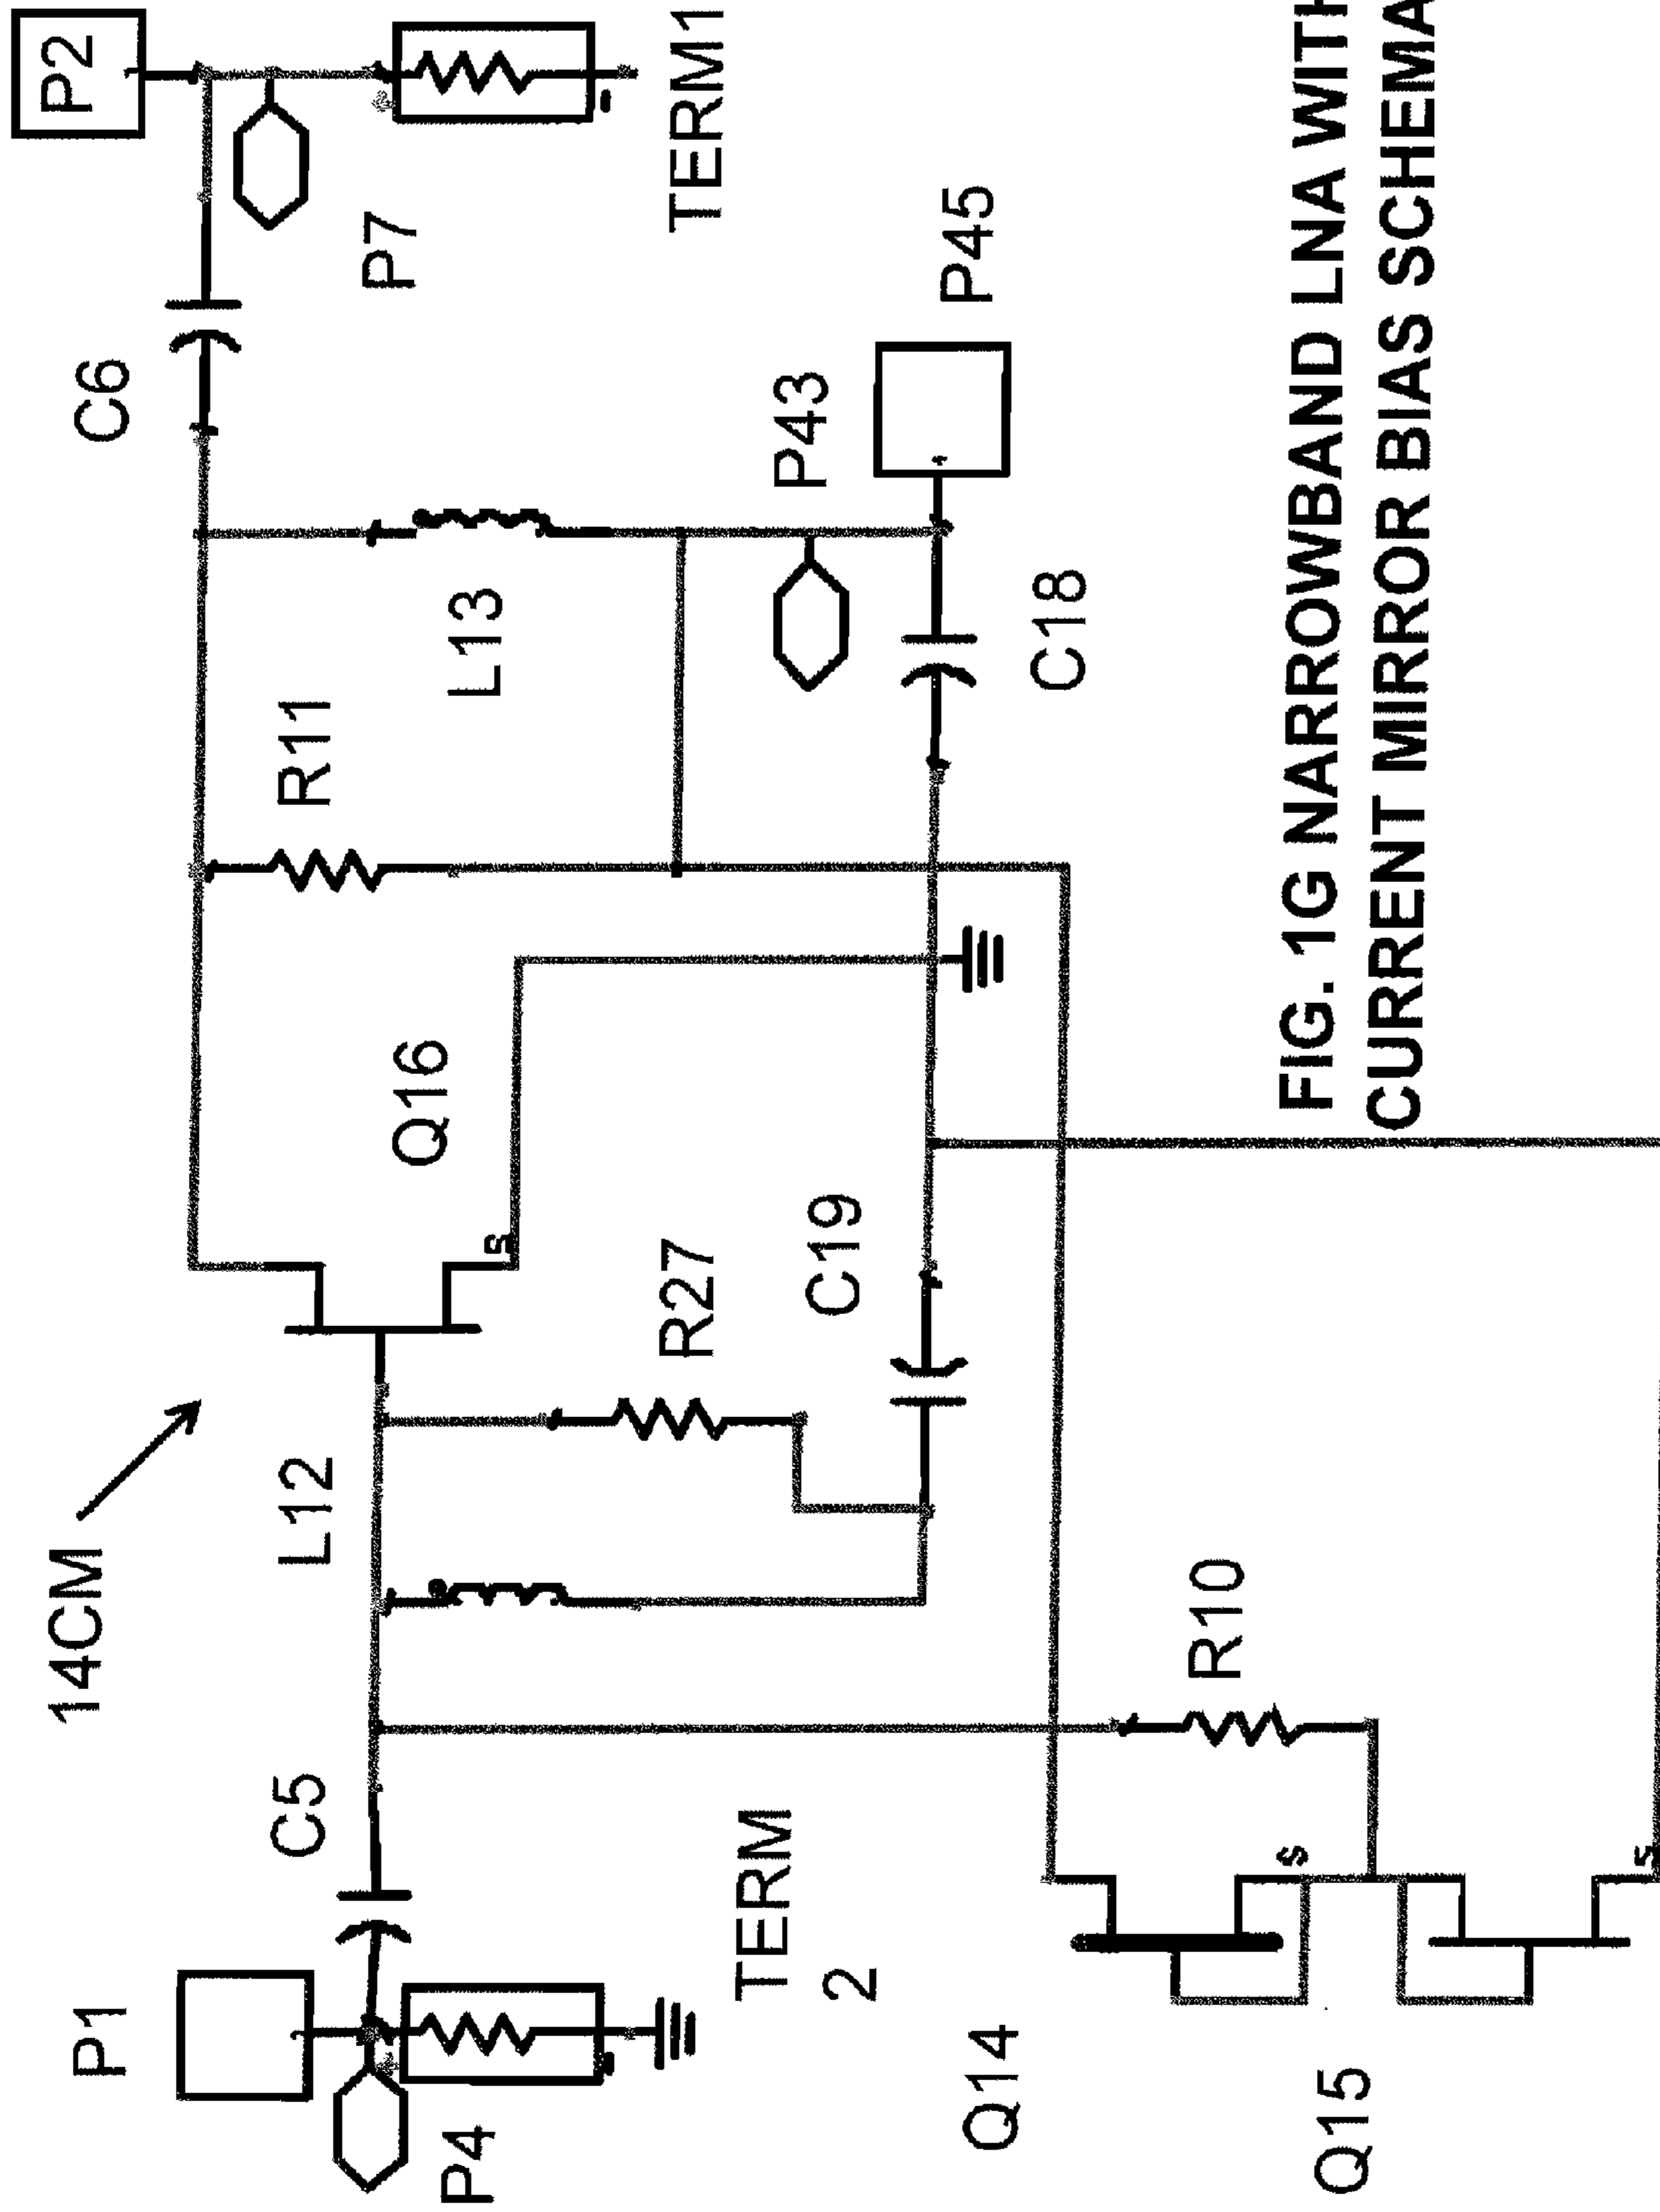 14CM
P2
P1
C6
C5
L12
R11
P7
Q16
S
P4
L13
R27
TERM1
TERM
2
P43
C19
P45
Q14
S
C18
R10
Q15
S
FIG. 1G NARROWBAND LNA WITH
CURRENT MIRROR BIAS SCHEMA